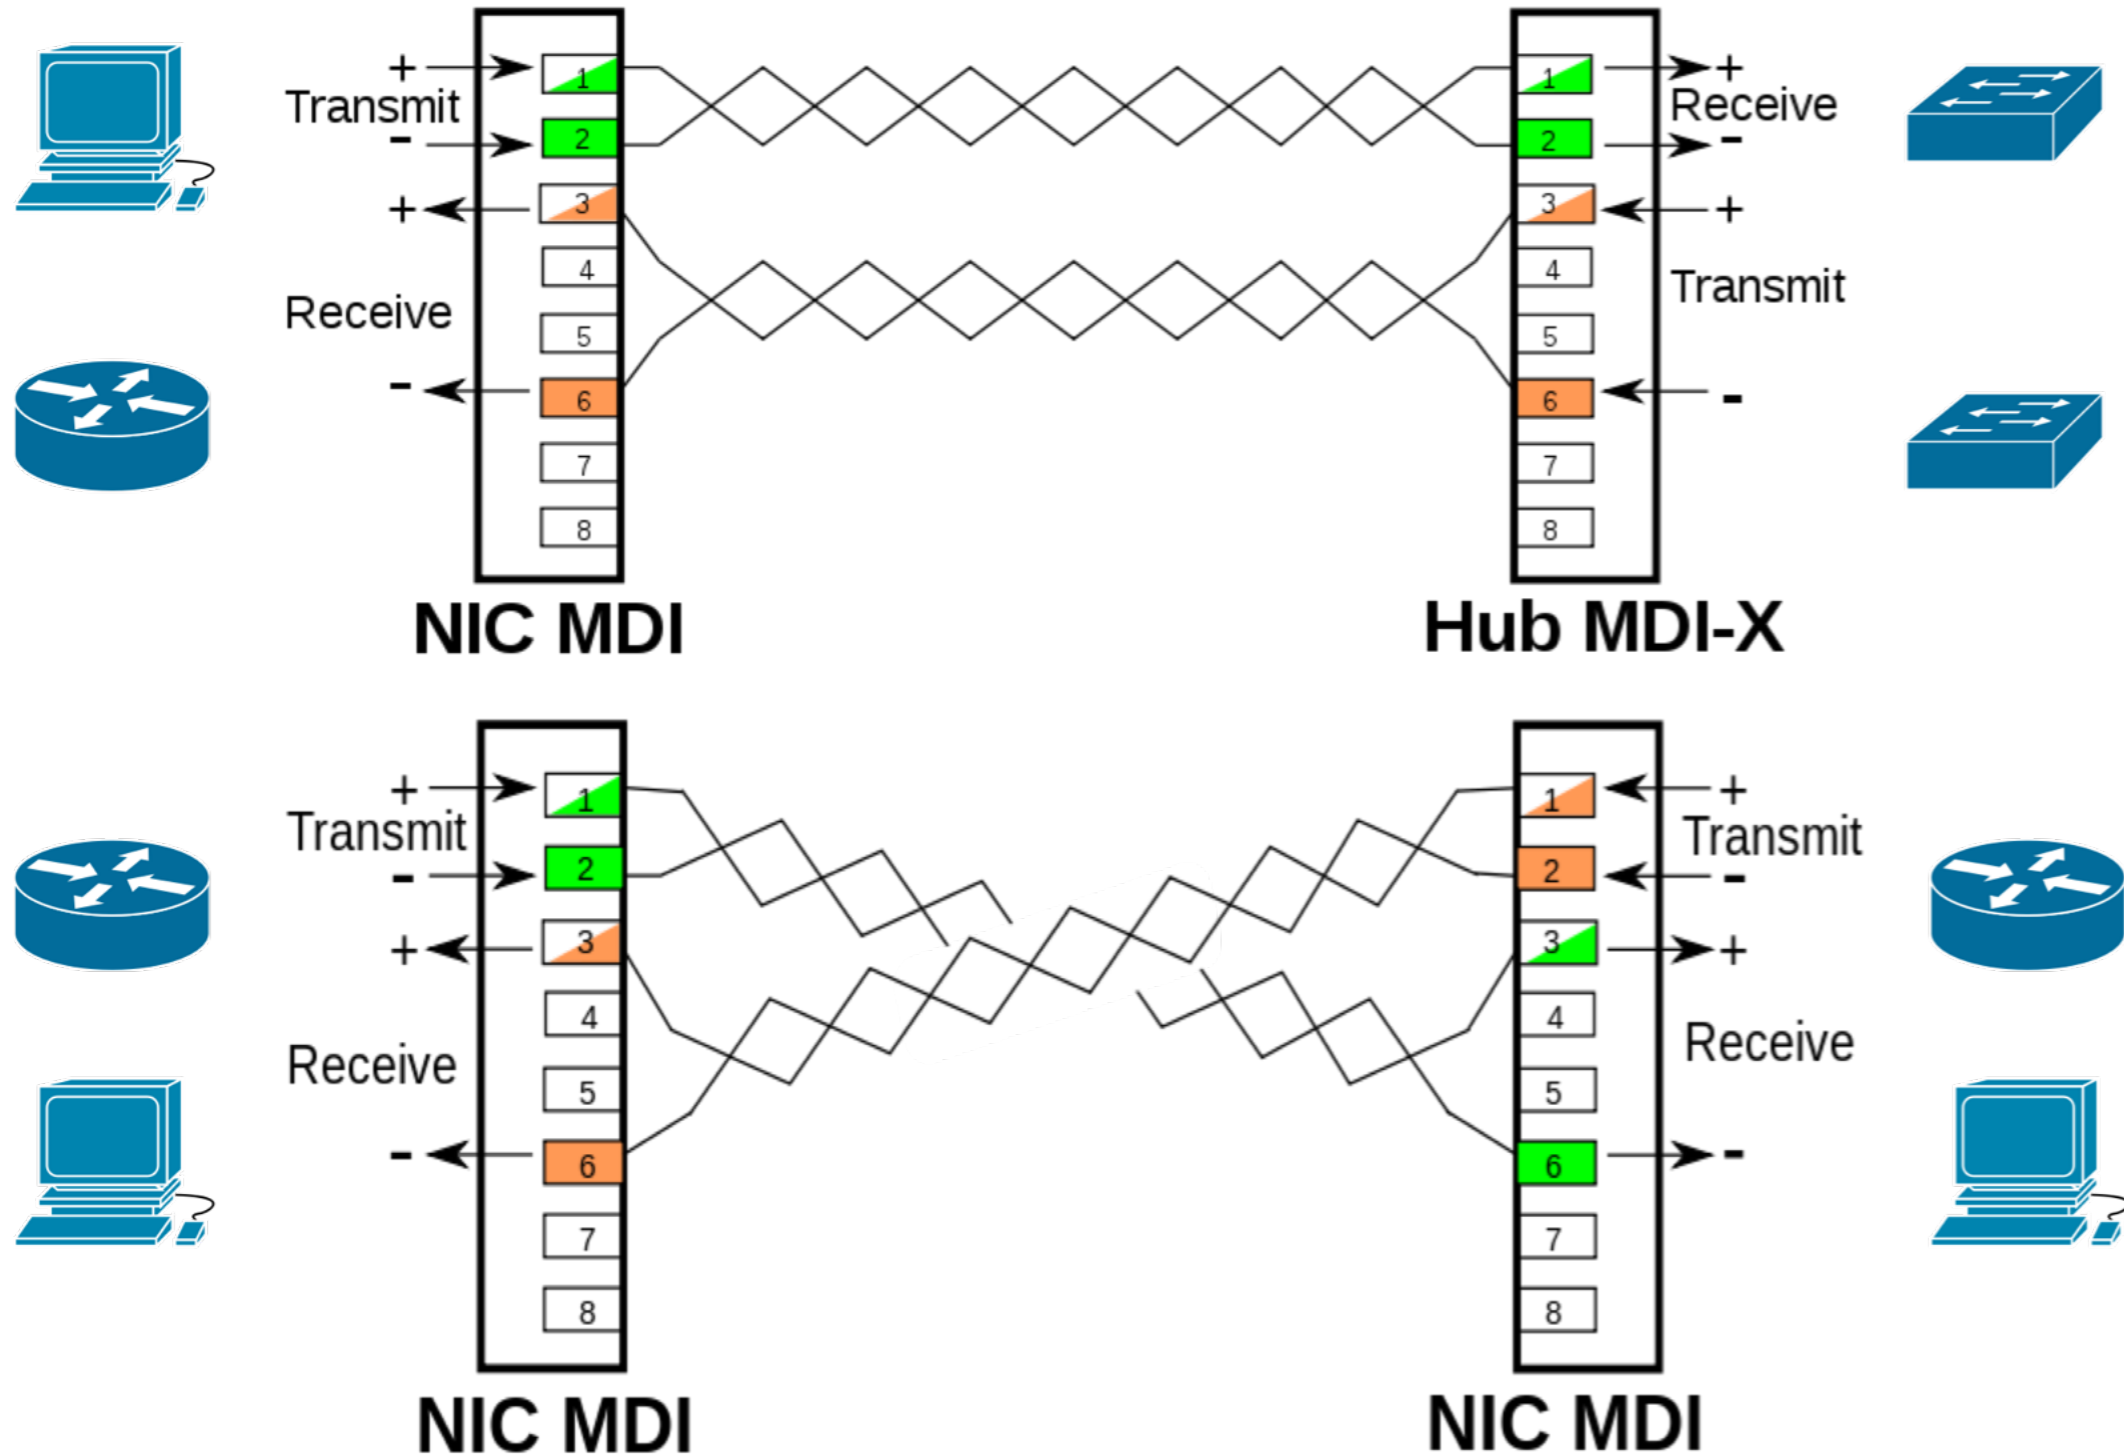 + 1 1 +
Transmit Receive
- 2 2 -
+ 3 3 +
4 4
Receive Transmit
5 5
- 6 6 -
7 7
8 8
NIC MDI Hub MDI-X
+ 1 1 +
Transmit Transmit
- 2 2 -
+ 3 3 +
4 4
Receive Receive
5 5
- 6 6 -
7 7
8 8
NIC MDI NIC MDI